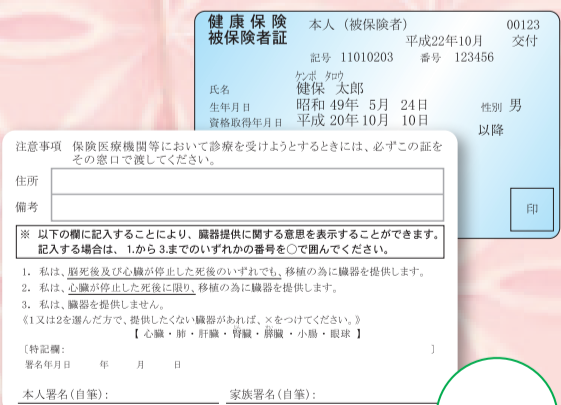 健康保険 本人（被保険者） 00123
被保険者証 平成22年10月 交付
記号 11010203 番号 123456
ケンポ タロウ
氏名 健保 太郎
生年月日 昭和 49年 5月 24日 性別 男
資格取得年月日 平成 20年10月 10日 以降
印
注意事項 保険医療機関等において診療を受けようとするときには、必ずこの証を
その窓口で渡してください。
住所
備考
※ 以下の欄に記入することにより、臓器提供に関する意思を表示することができます。
記入する場合は、1.から 3.までのいずれかの番号を○で囲んでください。
1. 私は、脳死後及び心臓が停止した死後のいずれでも、移植の為に臓器を提供します。
2. 私は、心臓が停止した死後に限り、移植の為に臓器を提供します。
3. 私は、臓器を提供しません。
《1又は2を選んだ方で、提供したくない臓器があれば、×をつけてください。》
【 心臓・肺・肝臓・腎臓・膵臓・小腸・眼球 】
〔特記欄： 〕
署名年月日 年 月 日
本人署名(自筆)： 家族署名(自筆)：